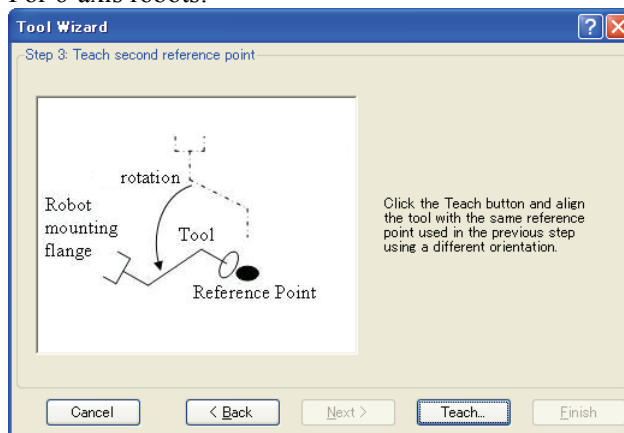 For 6-axis robots:
Tool Wizard
Step 3: Teach second reference point
rotation
Robot
mounting
flange
Tool
Reference Point
Click the Teach button and align
the tool with the same reference
point used in the previous step
using a different orientation.
Cancel
< Back
Next >
Teach...
Finish